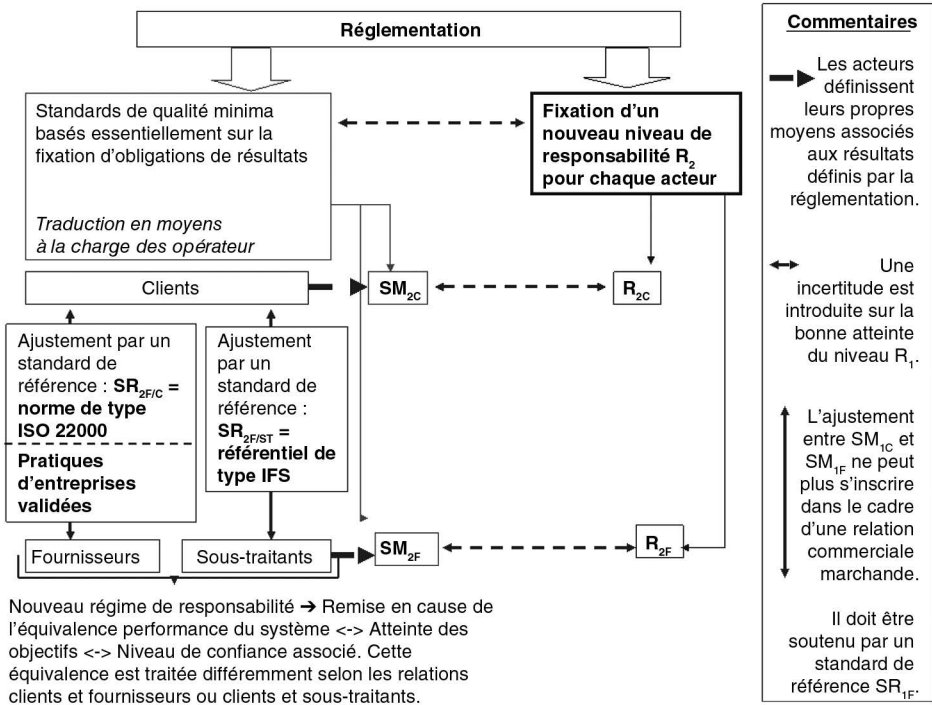 Réglementation
Standards de qualité minima
basés essentiellement sur la
fixation d'obligations de résultats
Traduction en moyens
à la charge des opérateur
Fixation d'un
nouveau niveau de
responsabilité R2
pour chaque acteur
Clients
SM2C
R2C
Ajustement par un
standard de
référence : SR2F/C =
norme de type
ISO 22000
Pratiques
d'entreprises
validées
Ajustement
par un
standard de
référence :
SR2F/ST =
référentiel de
type IFS
Fournisseurs
Sous-traitants
SM2F
R2F
Nouveau régime de responsabilité ➔ Remise en cause de
l'équivalence performance du système <-> Atteinte des
objectifs <-> Niveau de confiance associé. Cette
équivalence est traitée différemment selon les relations
clients et fournisseurs ou clients et sous-traitants.
Commentaires
Les acteurs
définissent
leurs propres
moyens associés
aux résultats
définis par la
réglementation.
Une
incertitude est
introduite sur la
bonne atteinte
du niveau R1.
L'ajustement
entre SM1C et
SM1F ne peut
plus s'inscrire
dans le cadre
d'une relation
commerciale
marchande.
Il doit être
soutenu par un
standard de
référence SR1F.